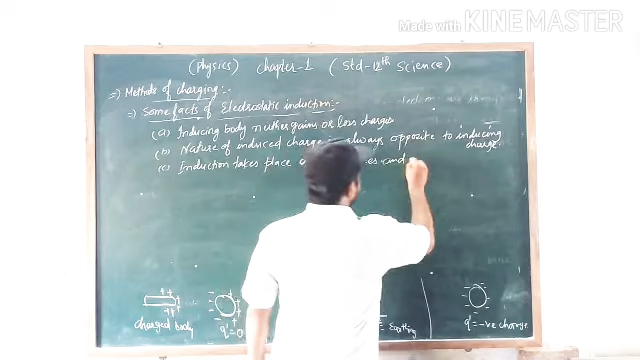 Made with KINEMASTER
(Physics) Chapter-1 (Std-12th Science)
=> Methods of charging :-
=> Some facts of Electrostatic induction :-
(a) Inducing body neither gains or loss charges
(b) Nature of induced charge is always opposite to inducing
charge.
(c) Induction takes place and
+ +
+ +
charged body
q'=0
Earthing
q'=-ve charge.